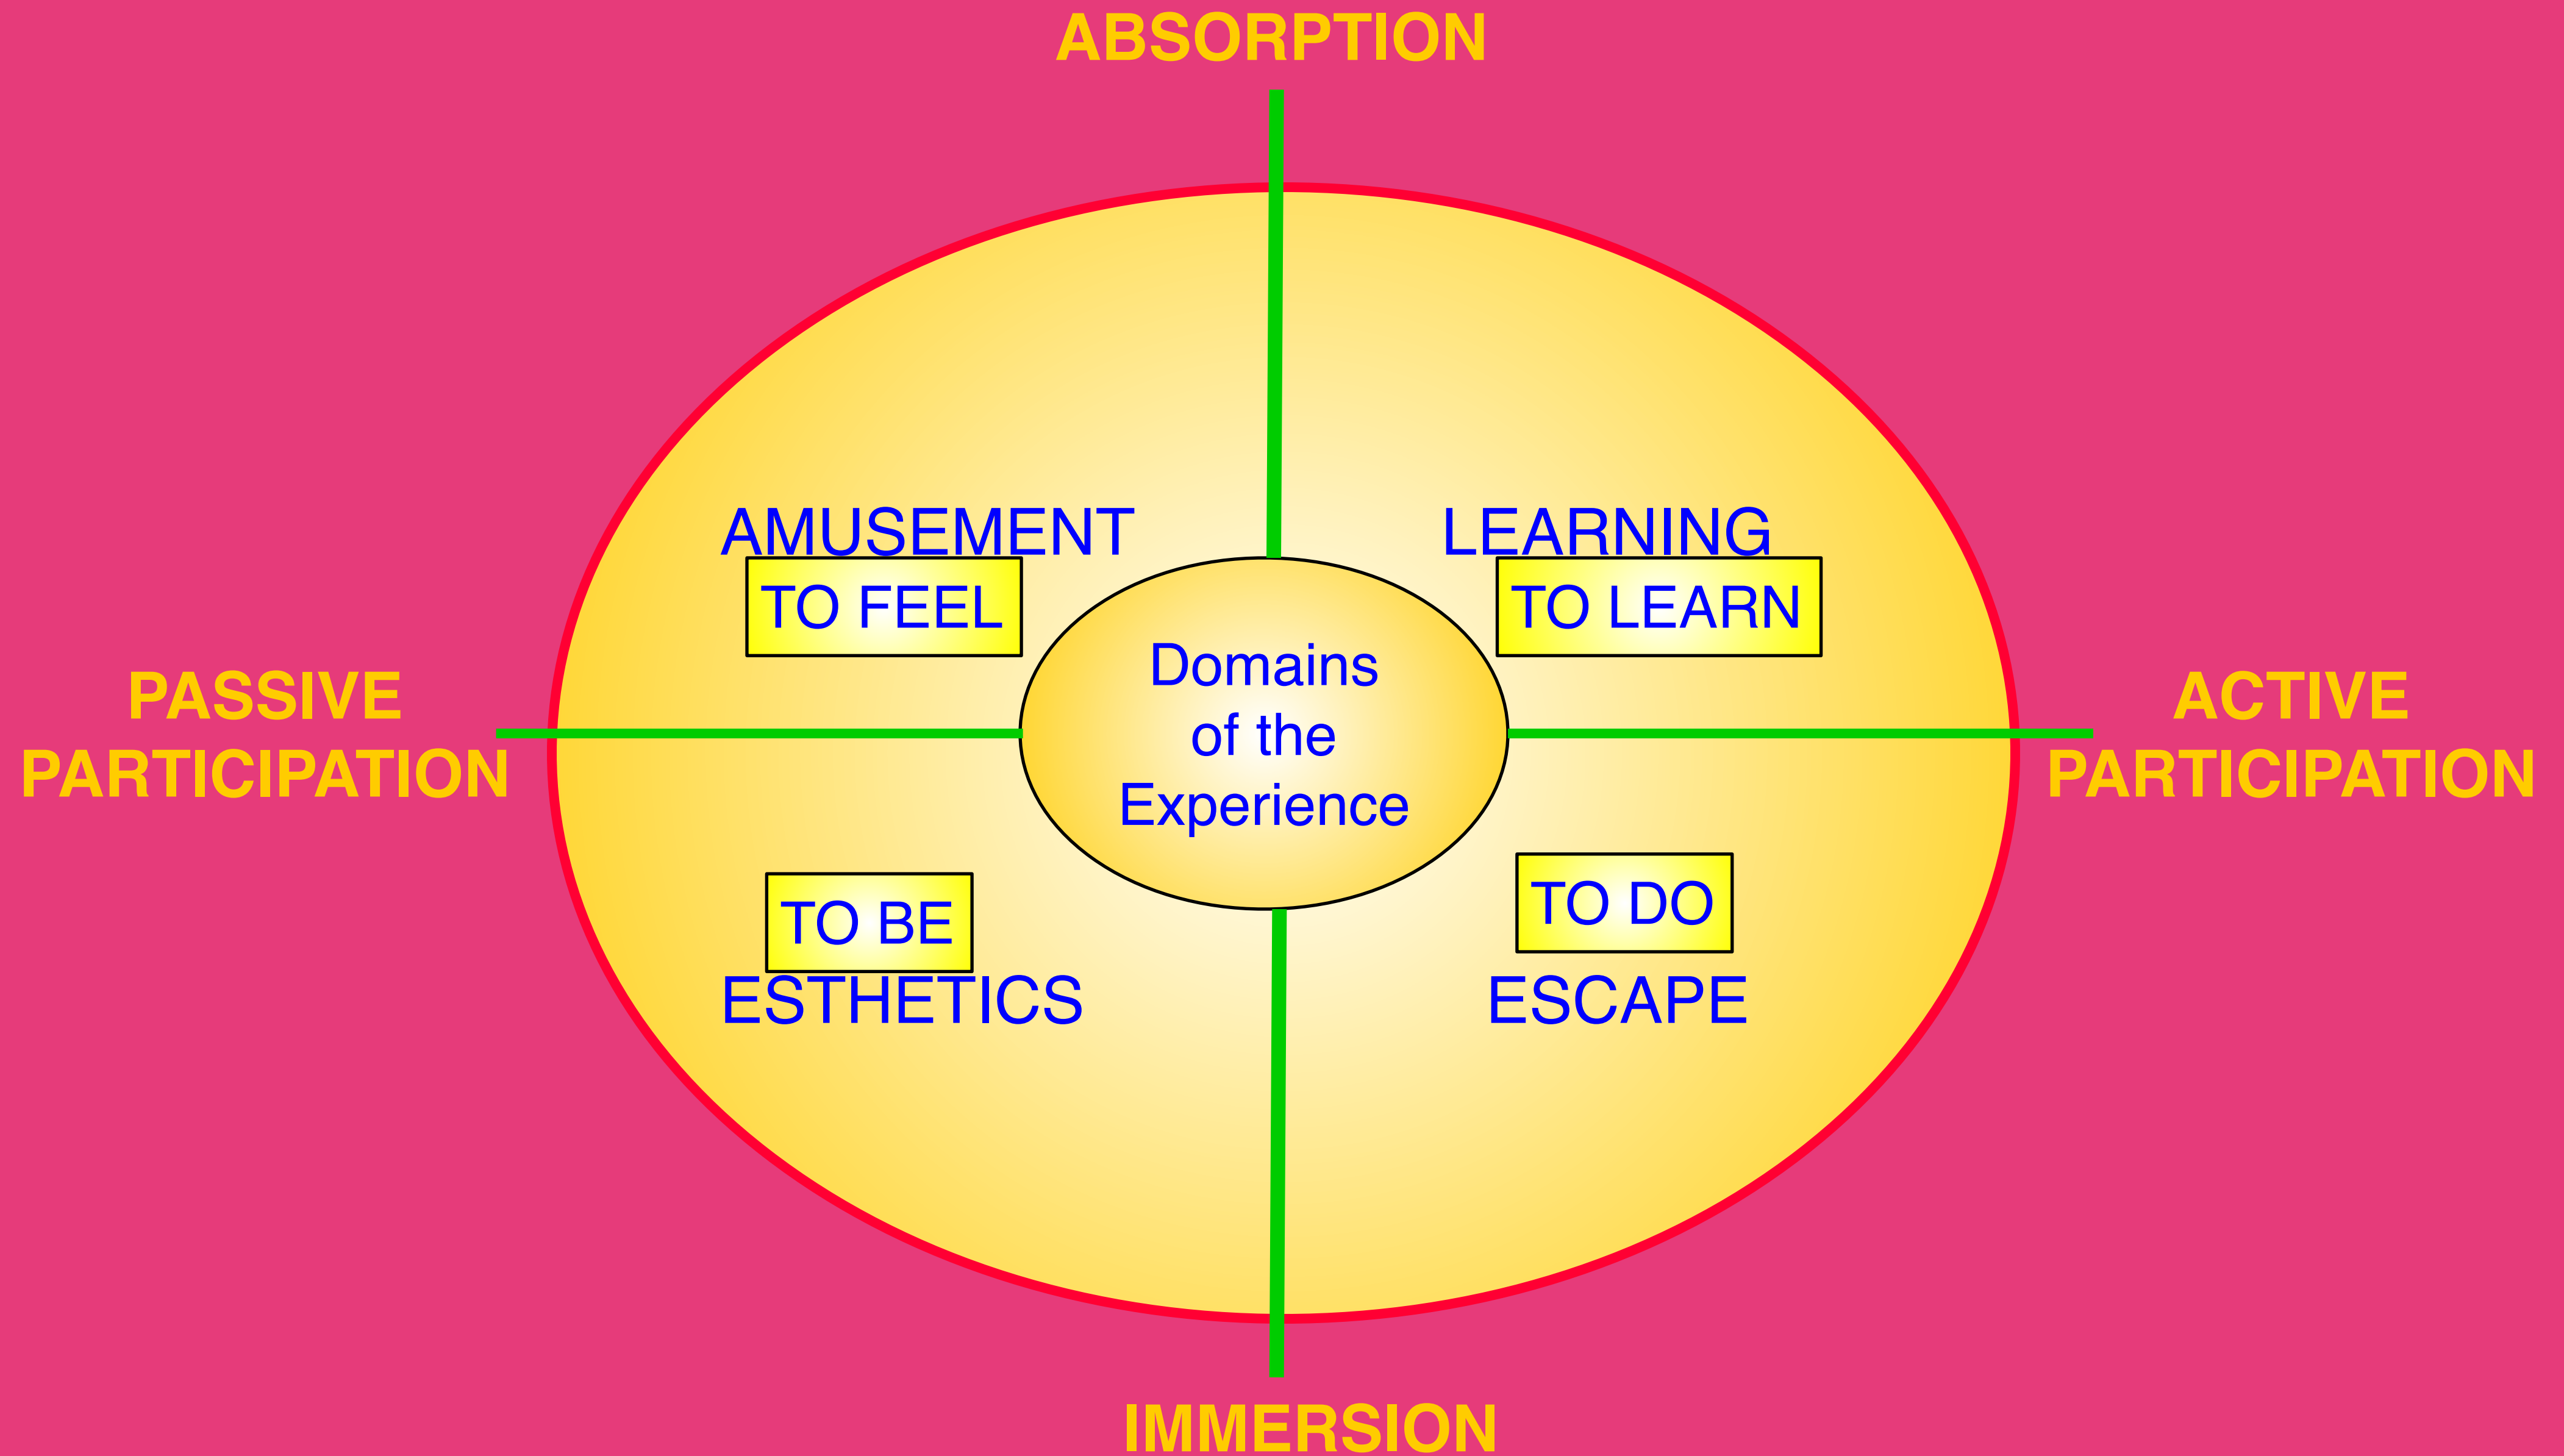 ABSORPTION
AMUSEMENT
TO FEEL
LEARNING
TO LEARN
PASSIVE
PARTICIPATION
Domains
of the
Experience
ACTIVE
PARTICIPATION
TO BE
ESTHETICS
TO DO
ESCAPE
IMMERSION